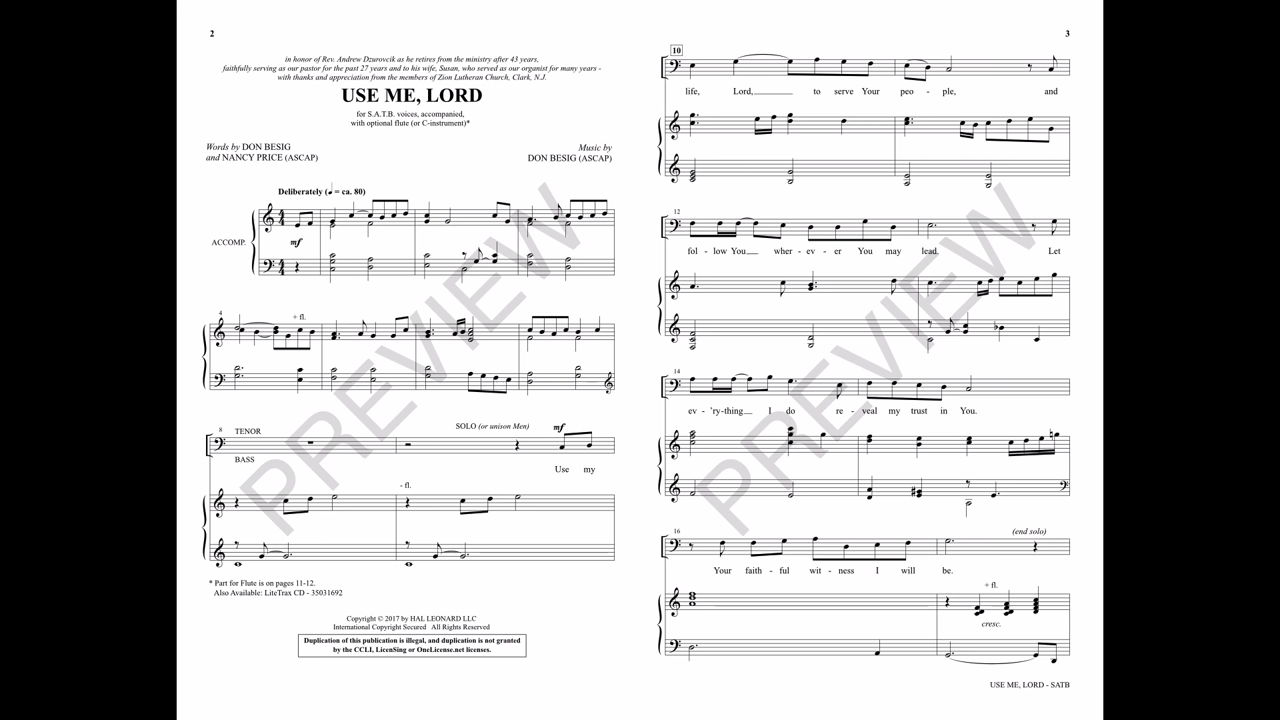 2
in honor of Rev. Andrew Dzurovcik as he retires from the ministry after 43 years,
faithfully serving as our pastor for the past 27 years and to his wife, Susan, who served as our organist for many years -
with thanks and appreciation from the members of Zion Lutheran Church, Clark, N.J.
USE ME, LORD
for S.A.T.B. voices, accompanied,
with optional flute (or C-instrument)*
Words by DON BESIG
and NANCY PRICE (ASCAP)
Music by
DON BESIG (ASCAP)
Deliberately (♩ = ca. 80)
ACCOMP.
mf
4
+ fl.
8
TENOR
BASS
SOLO (or unison Men)
mf
Use my
- fl.
* Part for Flute is on pages 11-12.
Also Available: LiteTrax CD - 35031692
Copyright © 2017 by HAL LEONARD LLC
International Copyright Secured All Rights Reserved
Duplication of this publication is illegal, and duplication is not granted
by the CCLI, LicenSing or OneLicense.net licenses.
PREVIEW
3
10
life, Lord, to serve Your peo - ple, and
12
fol - low You wher - ev - er You may lead. Let
14
ev - 'ry-thing I do re - veal my trust in You.
16
(end solo)
Your faith - ful wit - ness I will be.
+ fl.
cresc.
USE ME, LORD - SATB
PREVIEW